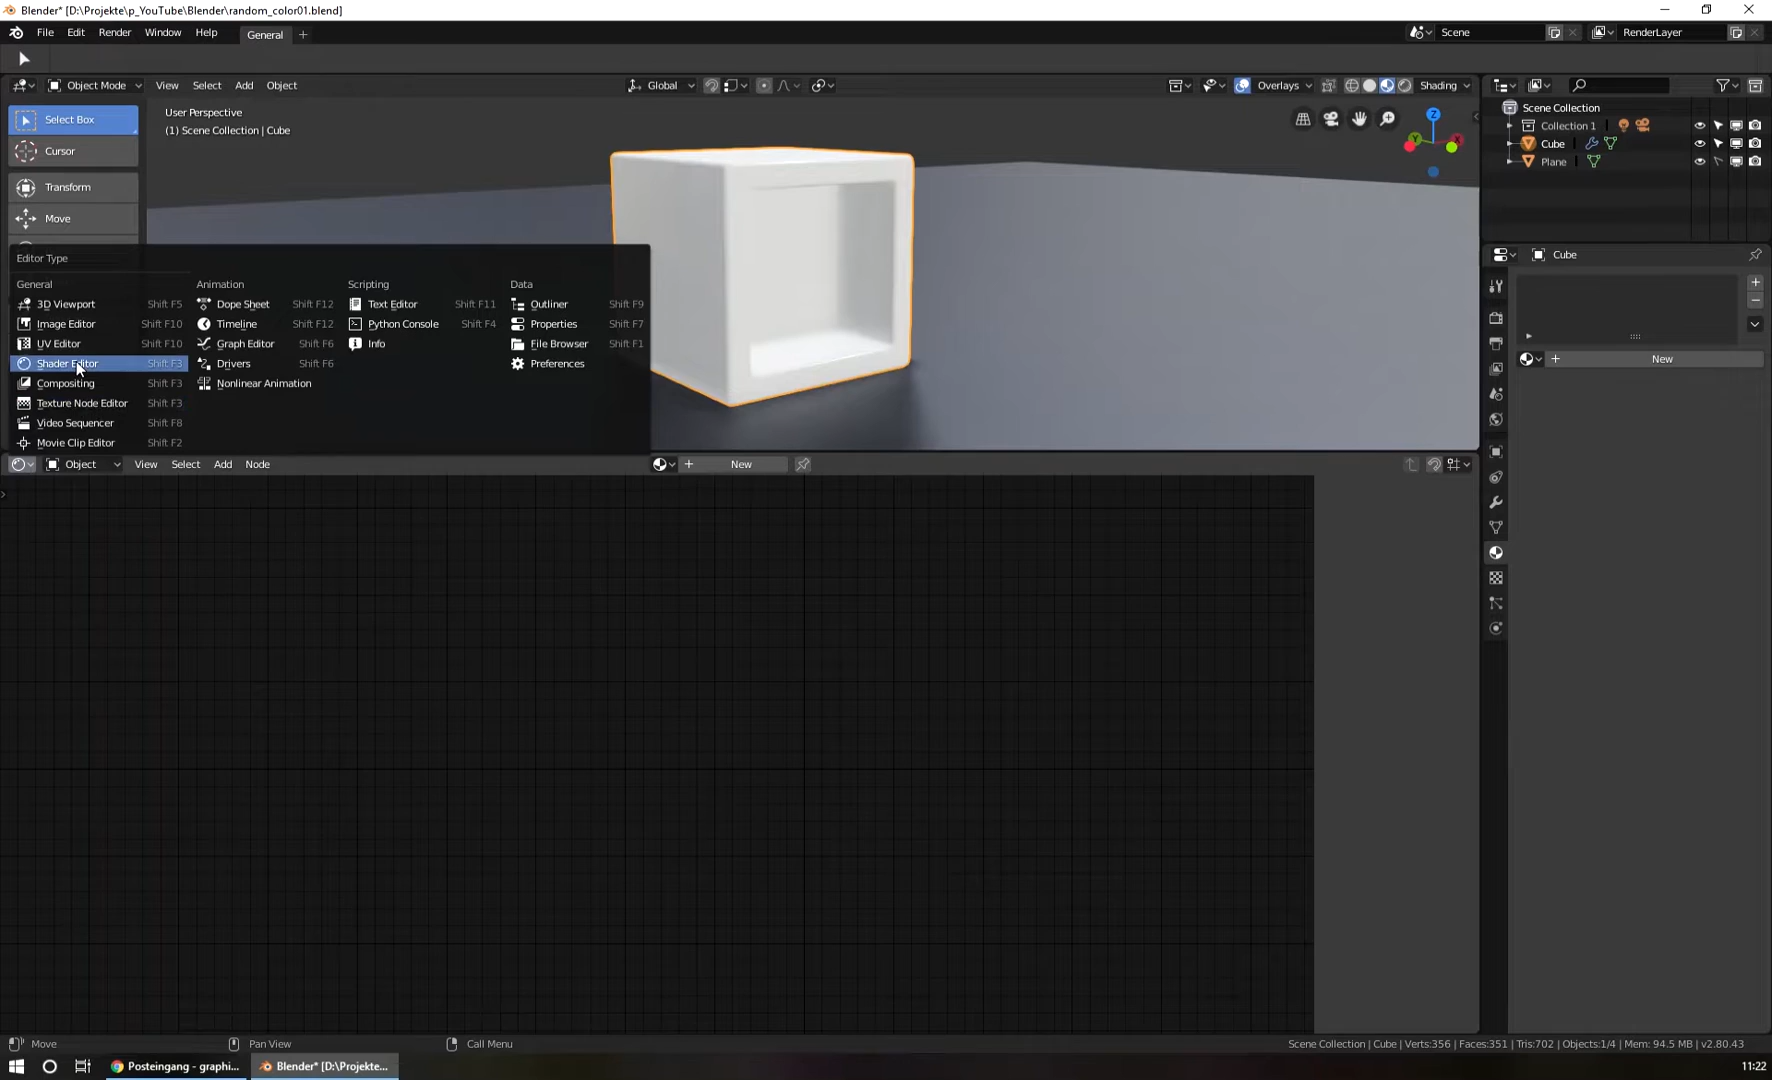 Blender* [D:\Projekte\p_YouTube\Blender\random_color01.blend]
File Edit Render Window Help General + Scene RenderLayer
Object Mode View Select Add Object Global Overlays Shading
Select Box
Cursor
Transform
Move
User Perspective
(1) Scene Collection | Cube
Z
Y
X
Scene Collection
Collection 1
Cube
Plane
Cube
New
Editor Type
General
3D Viewport Shift F5
Image Editor Shift F10
UV Editor Shift F10
Shader Editor Shift F3
Compositing Shift F3
Texture Node Editor Shift F3
Video Sequencer Shift F8
Movie Clip Editor Shift F2
Animation
Dope Sheet Shift F12
Timeline Shift F12
Graph Editor Shift F6
Drivers Shift F6
Nonlinear Animation
Scripting
Text Editor Shift F11
Python Console Shift F4
Info
Data
Outliner Shift F9
Properties Shift F7
File Browser Shift F1
Preferences
Object View Select Add Node New
Move Pan View Call Menu Scene Collection | Cube | Verts:356 | Faces:351 | Tris:702 | Objects:1/4 | Mem: 94.5 MB | v2.80.43
Posteingang - graphi... Blender* [D:\Projekte... 11:22